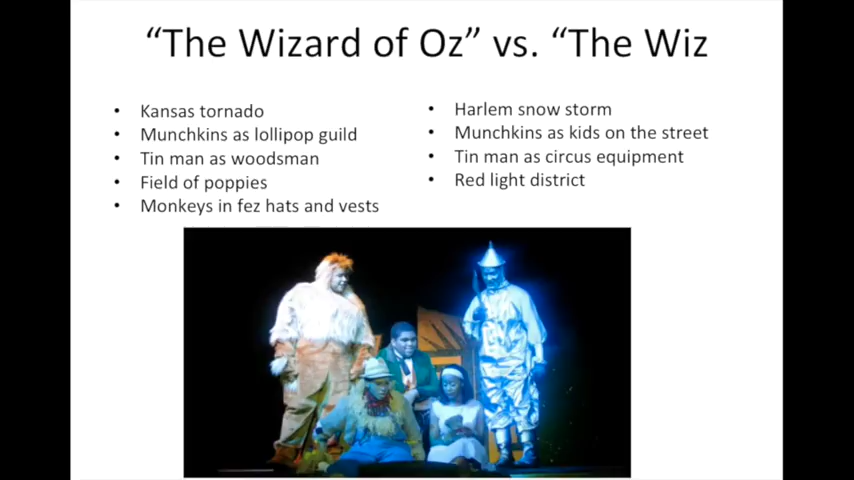 “The Wizard of Oz” vs. “The Wiz
• Kansas tornado
• Munchkins as lollipop guild
• Tin man as woodsman
• Field of poppies
• Monkeys in fez hats and vests
• Harlem snow storm
• Munchkins as kids on the street
• Tin man as circus equipment
• Red light district